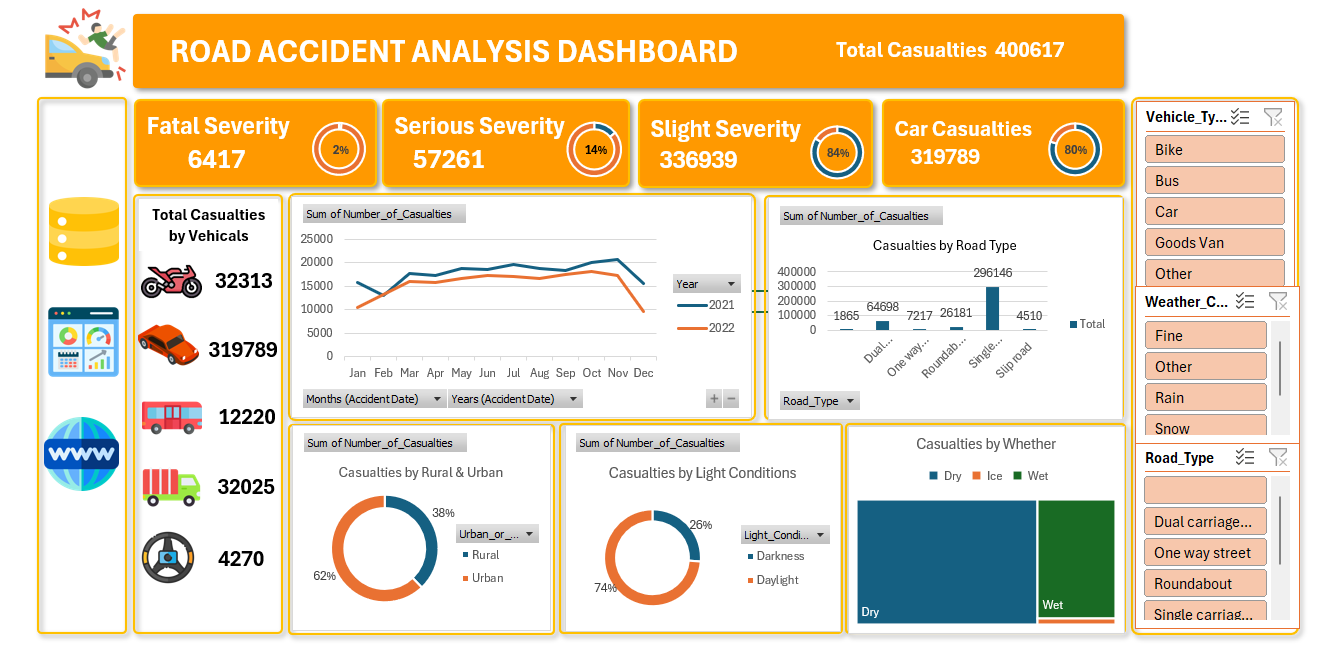 ROAD ACCIDENT ANALYSIS DASHBOARD
Total Casualties 400617
Fatal Severity
6417
2%
Serious Severity
57261
14%
Slight Severity
336939
84%
Car Casualties
319789
80%
Total Casualties
by Vehicals
32313
319789
12220
32025
4270
www
Sum of Number_of_Casualties
25000
20000
15000
10000
5000
0
Jan Feb Mar Apr May Jun Jul Aug Sep Oct Nov Dec
Year
2021
2022
Months (Accident Date)
Years (Accident Date)
+ −
Sum of Number_of_Casualties
Casualties by Road Type
400000
300000
200000
100000
0
1865
64698
7217
26181
296146
4510
Dual...
One way...
Roundab...
Single...
Slip road
Total
Road_Type
Sum of Number_of_Casualties
Casualties by Rural & Urban
38%
62%
Urban_or_...
Rural
Urban
Sum of Number_of_Casualties
Casualties by Light Conditions
26%
74%
Light_Condi...
Darkness
Daylight
Casualties by Whether
Dry Ice Wet
Dry
Wet
Vehicle_Ty...
Bike
Bus
Car
Goods Van
Other
Weather_C...
Fine
Other
Rain
Snow
Road_Type
Dual carriage...
One way street
Roundabout
Single carriag...